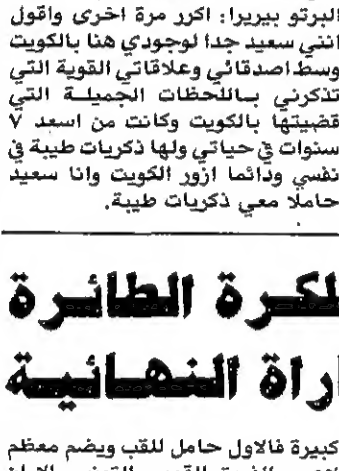 البرتو بيريرا: اكرر مرة اخرى واقول
انني سعيد جدا لوجودي هنا بالكويت
وسط اصدقائي وعلاقاتي القوية التي
تذكرني باللحظات الجميلة التي
قضيتها بالكويت وكانت من اسعد ٧
سنوات في حياتي ولها ذكريات طيبة في
نفسي ودائما ازور الكويت وانا سعيد
حاملا معي ذكريات طيبة.
لكرة الطائرة
اراة النهائية
كبيرة فالاول حامل للقب ويضم معظم